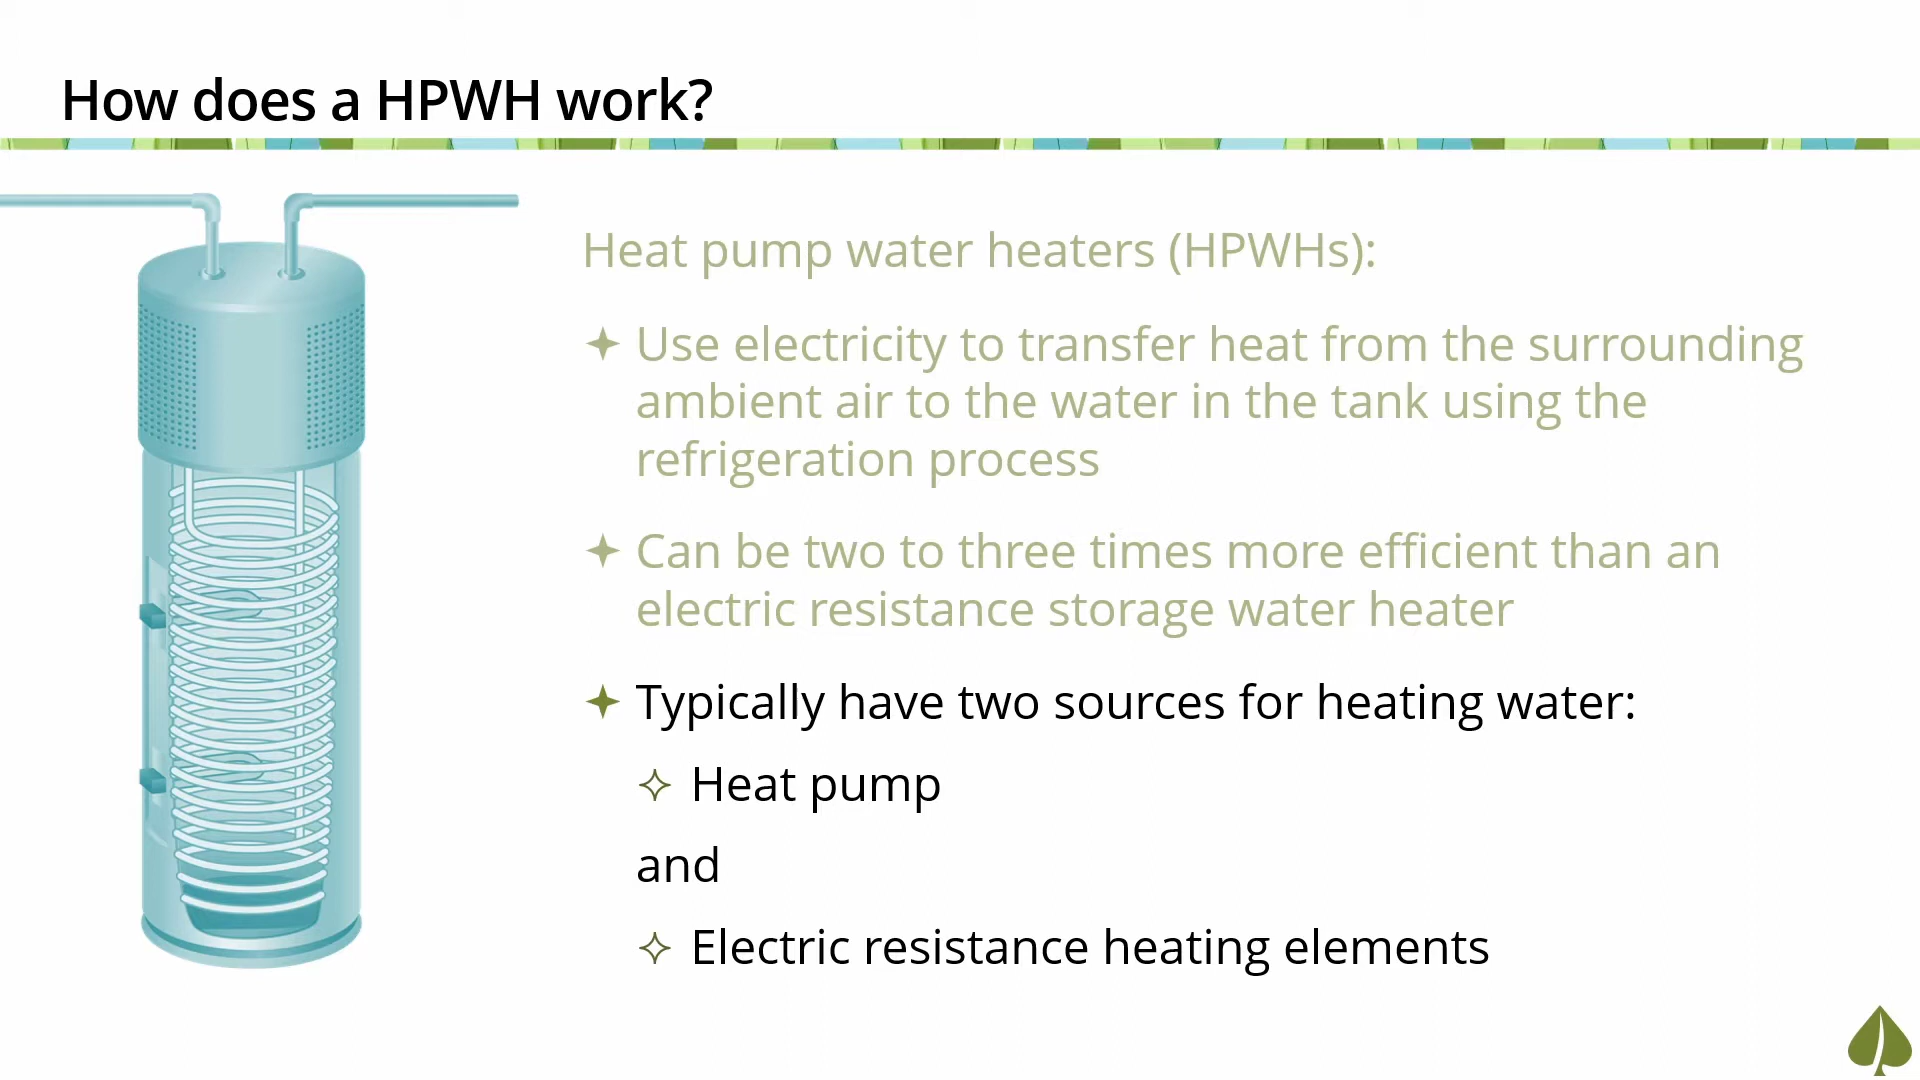 How does a HPWH work?
Heat pump water heaters (HPWHs):
Use electricity to transfer heat from the surrounding
ambient air to the water in the tank using the
refrigeration process
Can be two to three times more efficient than an
electric resistance storage water heater
Typically have two sources for heating water:
Heat pump
and
Electric resistance heating elements